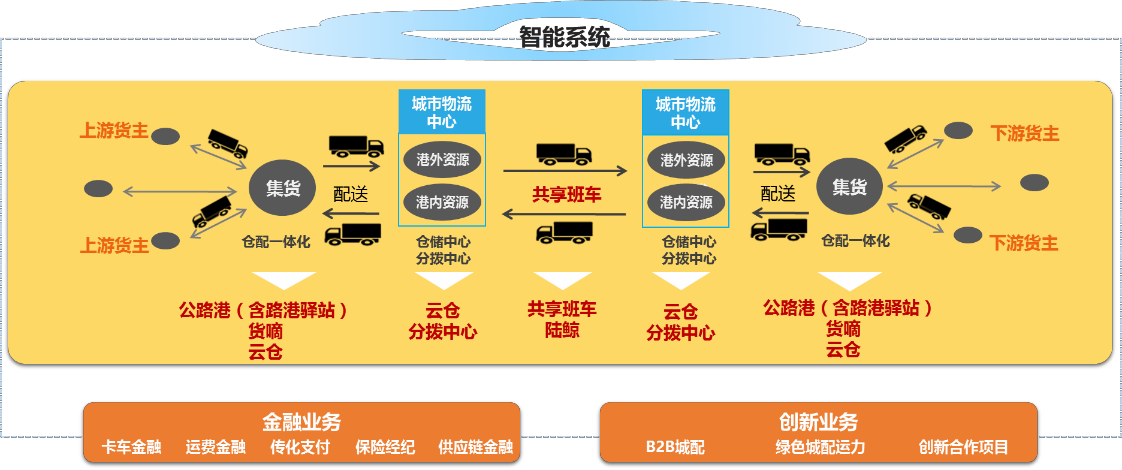 智能系统
上游货主
上游货主
集货
仓配一体化
配送
城市物流
中心
港外资源
港内资源
仓储中心
分拨中心
共享班车
城市物流
中心
港外资源
港内资源
仓储中心
分拨中心
配送
集货
仓配一体化
下游货主
下游货主
公路港（含路港驿站）
货嘀
云仓
云仓
分拨中心
共享班车
陆鲸
云仓
分拨中心
公路港（含路港驿站）
货嘀
云仓
金融业务
卡车金融 运费金融 传化支付 保险经纪 供应链金融
创新业务
B2B城配 绿色城配运力 创新合作项目